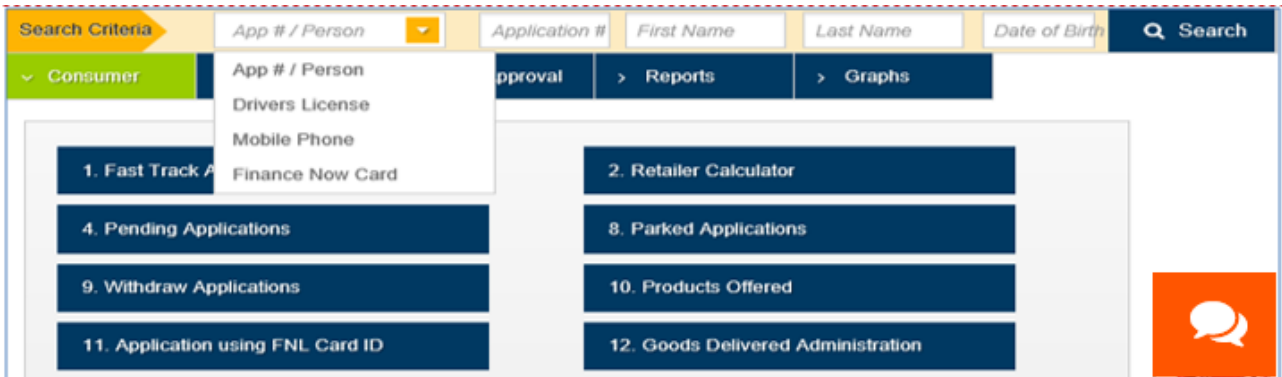 Search Criteria App # / Person Application # First Name Last Name Date of Birth Search
Consumer pproval Reports Graphs
App # / Person
Drivers License
Mobile Phone
Finance Now Card
1. Fast Track A 2. Retailer Calculator
4. Pending Applications 8. Parked Applications
9. Withdraw Applications 10. Products Offered
11. Application using FNL Card ID 12. Goods Delivered Administration